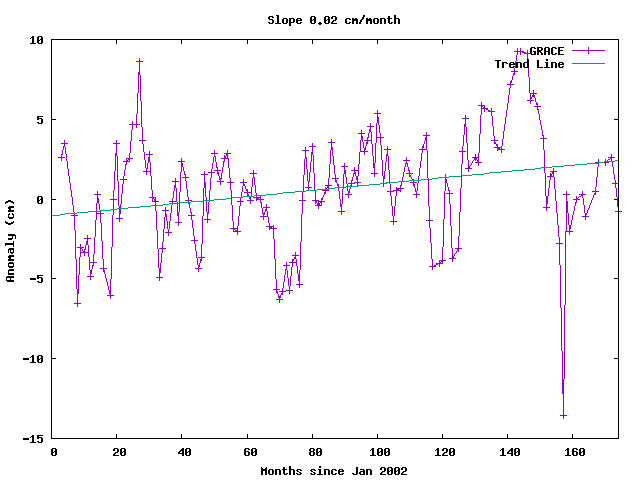 Slope 0.02 cm/month
GRACE
Trend Line
10
5
0
-5
-10
-15
Anomaly (cm)
0 20 40 60 80 100 120 140 160
Months since Jan 2002